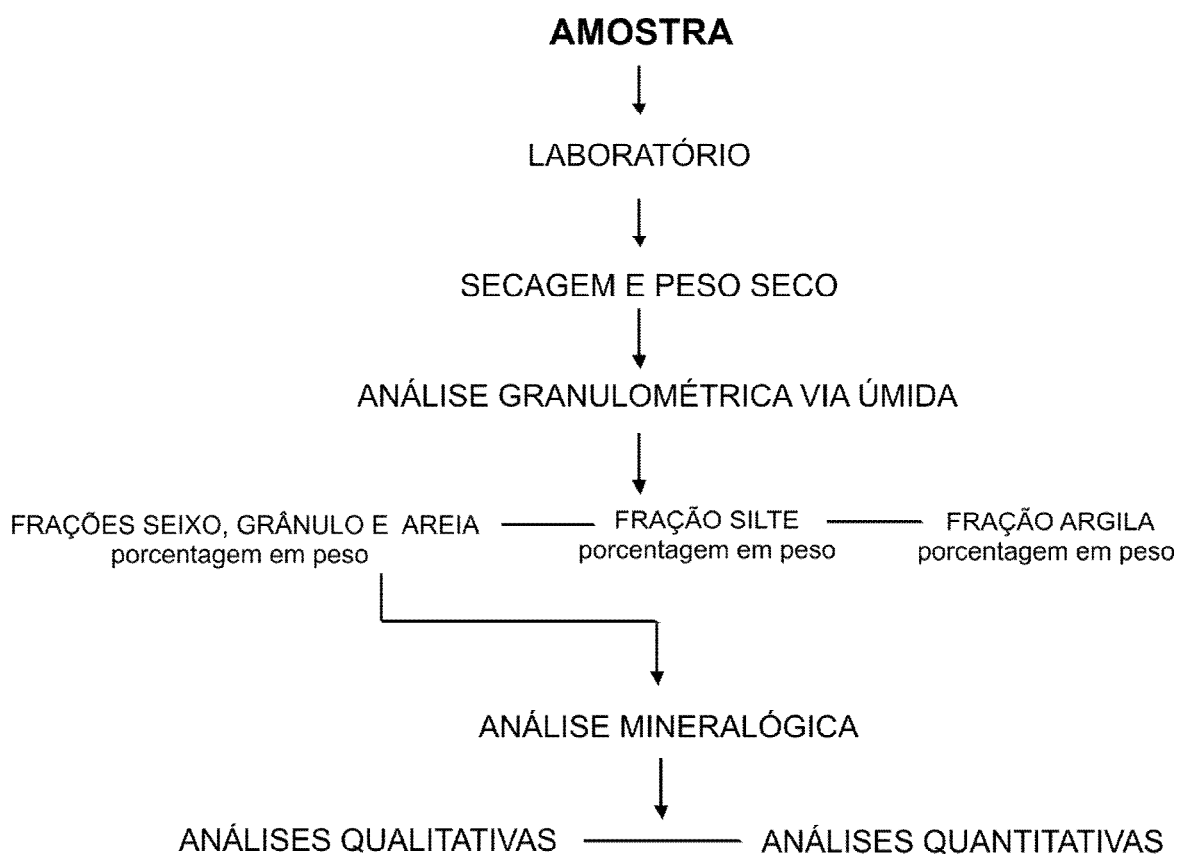 AMOSTRA
LABORATÓRIO
SECAGEM E PESO SECO
ANÁLISE GRANULOMÉTRICA VIA ÚMIDA
FRAÇÕES SEIXO, GRÂNULO E AREIA
porcentagem em peso
FRAÇÃO SILTE
porcentagem em peso
FRAÇÃO ARGILA
porcentagem em peso
ANÁLISE MINERALÓGICA
ANÁLISES QUALITATIVAS
ANÁLISES QUANTITATIVAS